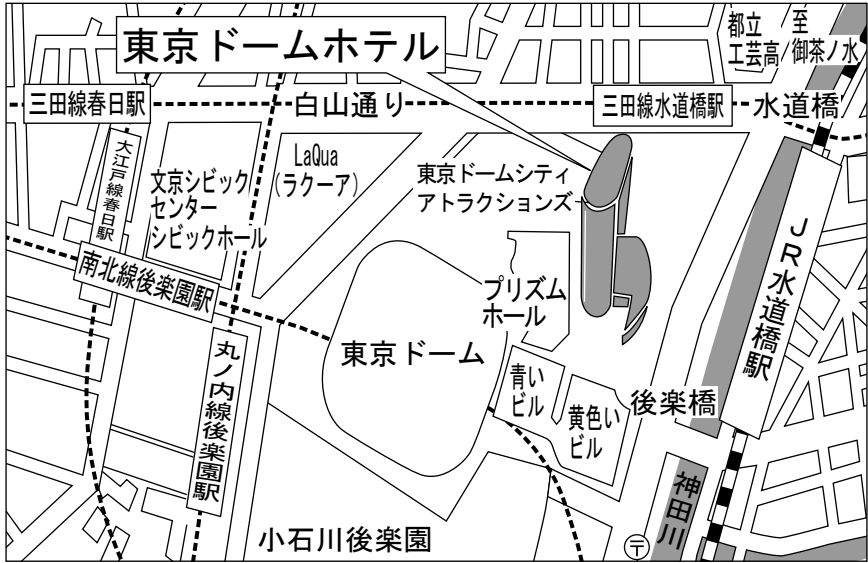 東京ドームホテル
都立
工芸高
至
御茶ノ水
三田線春日駅
白山通り
三田線水道橋駅
水道橋
大江戸線春日駅
文京シビック
センター
シビックホール
LaQua
(ラクーア)
東京ドームシティ
アトラクションズ
JR水道橋駅
南北線後楽園駅
プリズム
ホール
丸ノ内線後楽園駅
東京ドーム
青い
ビル
黄色い
ビル
後楽橋
神田川
小石川後楽園
〒